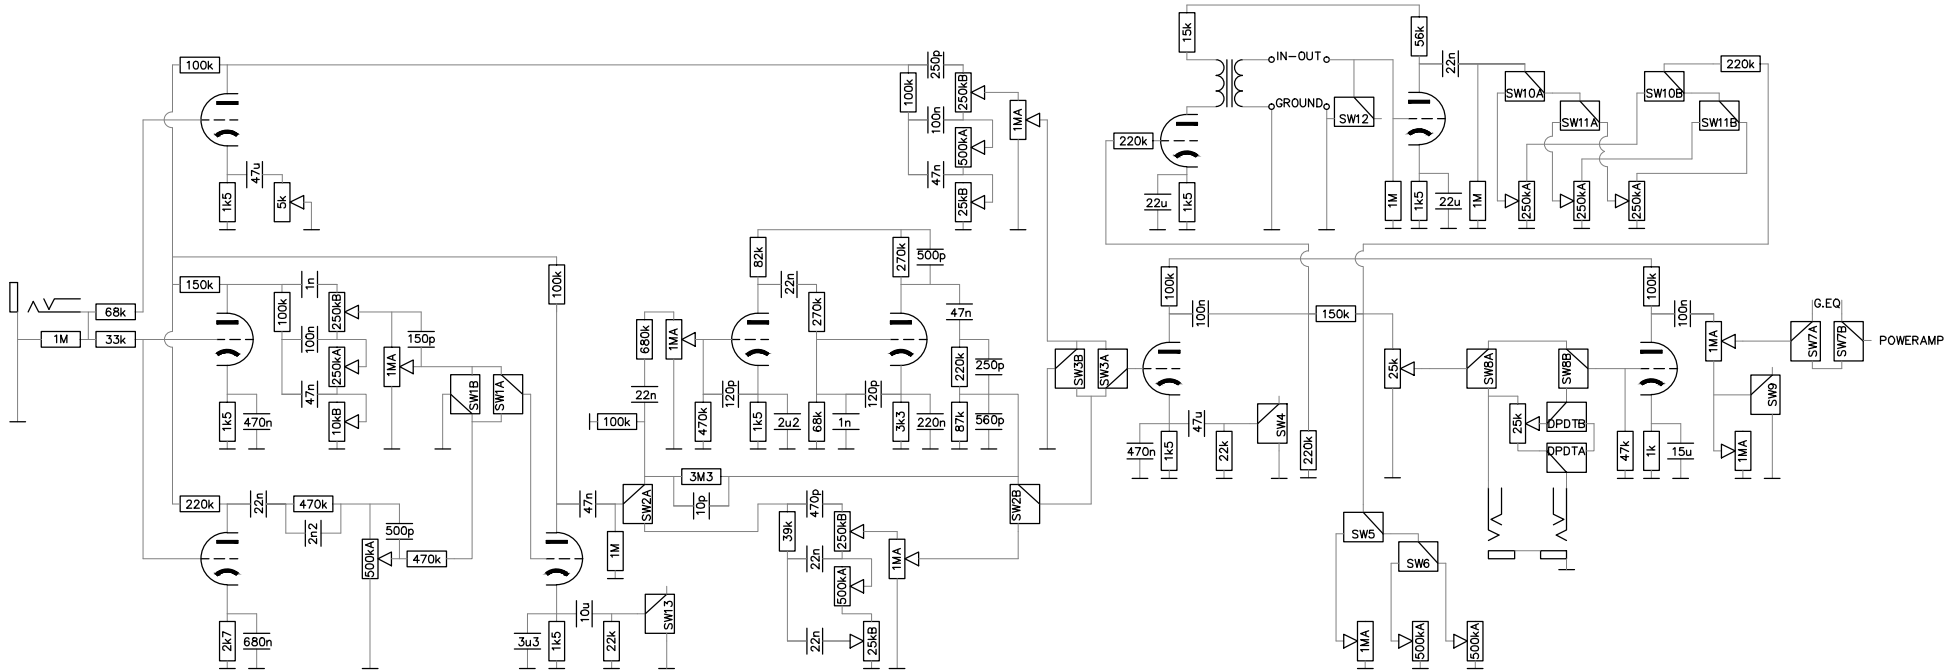 100k
47u
1k5
5k
68k
1M
33k
150k
1n
100k
250kB
100n
250kA
47n
10kB
1MA
150p
1k5
470n
SW1B
SW1A
220k
22n
470k
2n2
500kA
500p
470k
2k7
680n
100k
47n
1M
3u3
1k5
10u
22k
SW13
SW2A
100k
22n
680k
1MA
470k
120p
82k
22n
1k5
2u2
270k
68k
1n
120p
270k
500p
3k3
220n
47n
220k
250p
87k
560p
3M3
10p
39k
470p
250kB
22n
500kA
22n
25kB
1MA
SW2B
250p
100k
250kB
100n
500kA
47n
25kB
1MA
SW3B
SW3A
15k
IN-OUT
GROUND
SW12
220k
22u
1k5
56k
22n
1M
1k5
22u
1M
SW10A
SW11A
SW10B
SW11B
220k
250kA
250kA
250kA
100k
100n
470n
1k5
47u
22k
SW4
220k
150k
25k
SW8A
SW8B
25k
DPDTB
DPDTA
47k
1k
15u
100k
100n
1MA
1MA
SW9
G.EQ
SW7A
SW7B
POWERAMP
SW5
SW6
1MA
500kA
500kA